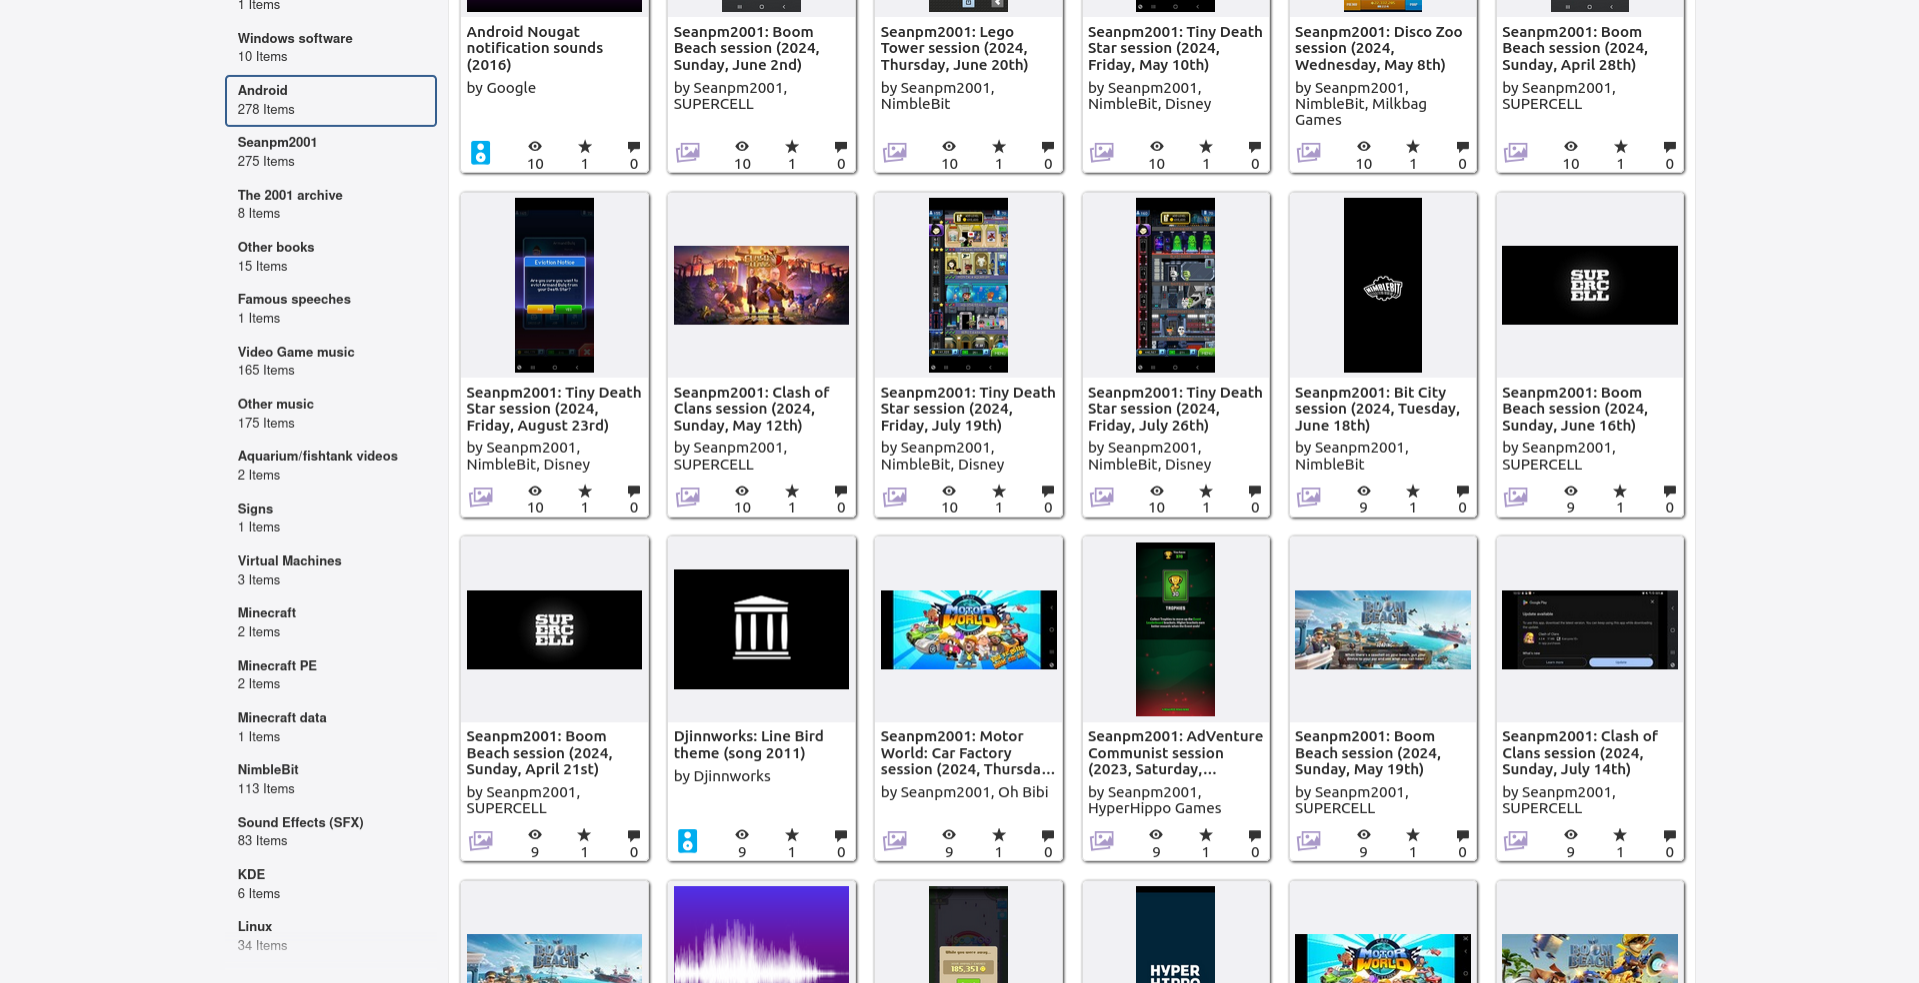 1 Items
Windows software
10 Items
Android
278 Items
Seanpm2001
275 Items
The 2001 archive
8 Items
Other books
15 Items
Famous speeches
1 Items
Video Game music
165 Items
Other music
175 Items
Aquarium/fishtank videos
2 Items
Signs
1 Items
Virtual Machines
3 Items
Minecraft
2 Items
Minecraft PE
2 Items
Minecraft data
1 Items
NimbleBit
113 Items
Sound Effects (SFX)
83 Items
KDE
6 Items
Linux
34 Items
Android Nougat
notification sounds
(2016)
by Google
10
1
0
Seanpm2001: Boom
Beach session (2024,
Sunday, June 2nd)
by Seanpm2001,
SUPERCELL
10
1
0
Seanpm2001: Lego
Tower session (2024,
Thursday, June 20th)
by Seanpm2001,
NimbleBit
10
1
0
Seanpm2001: Tiny Death
Star session (2024,
Friday, May 10th)
by Seanpm2001,
NimbleBit, Disney
10
1
0
Seanpm2001: Disco Zoo
session (2024,
Wednesday, May 8th)
by Seanpm2001,
NimbleBit, Milkbag
Games
10
1
0
Seanpm2001: Boom
Beach session (2024,
Sunday, April 28th)
by Seanpm2001,
SUPERCELL
10
1
0
Eviction Notice
Seanpm2001: Tiny Death
Star session (2024,
Friday, August 23rd)
by Seanpm2001,
NimbleBit, Disney
10
1
0
Seanpm2001: Clash of
Clans session (2024,
Sunday, May 12th)
by Seanpm2001,
SUPERCELL
10
1
0
Seanpm2001: Tiny Death
Star session (2024,
Friday, July 19th)
by Seanpm2001,
NimbleBit, Disney
10
1
0
Seanpm2001: Tiny Death
Star session (2024,
Friday, July 26th)
by Seanpm2001,
NimbleBit, Disney
10
1
0
NIMBLEBIT
Seanpm2001: Bit City
session (2024, Tuesday,
June 18th)
by Seanpm2001,
NimbleBit
9
1
0
SUP
ERC
ELL
Seanpm2001: Boom
Beach session (2024,
Sunday, June 16th)
by Seanpm2001,
SUPERCELL
9
1
0
SUP
ERC
ELL
Seanpm2001: Boom
Beach session (2024,
Sunday, April 21st)
by Seanpm2001,
SUPERCELL
9
1
0
Djinnworks: Line Bird
theme (song 2011)
by Djinnworks
9
1
0
MOTOR
WORLD
Seanpm2001: Motor
World: Car Factory
session (2024, Thursda...
by Seanpm2001, Oh Bibi
9
1
0
TROPHIES
Seanpm2001: AdVenture
Communist session
(2023, Saturday,...
by Seanpm2001,
HyperHippo Games
9
1
0
BOOM
BEACH
Seanpm2001: Boom
Beach session (2024,
Sunday, May 19th)
by Seanpm2001,
SUPERCELL
9
1
0
Google Play
Update available
Clash of Clans
Seanpm2001: Clash of
Clans session (2024,
Sunday, July 14th)
by Seanpm2001,
SUPERCELL
9
1
0
BOOM
BEACH
185,351
HYPER
HIPPO
MOTOR
WORLD
BOOM
BEACH